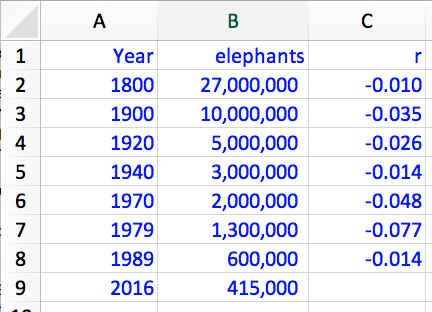 A B C
1 Year elephants r
2 1800 27,000,000 -0.010
3 1900 10,000,000 -0.035
4 1920 5,000,000 -0.026
5 1940 3,000,000 -0.014
6 1970 2,000,000 -0.048
7 1979 1,300,000 -0.077
8 1989 600,000 -0.014
9 2016 415,000